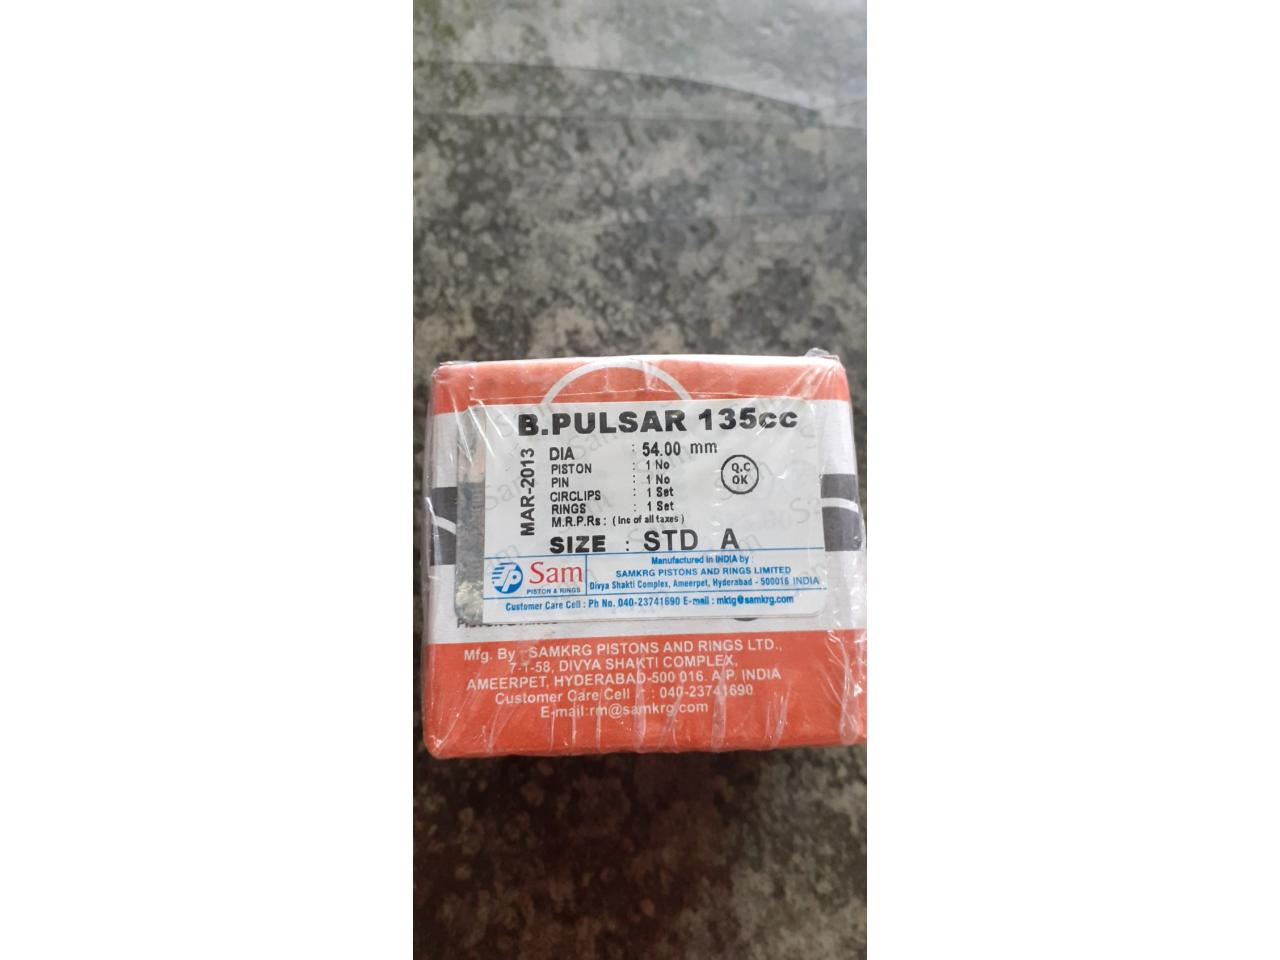 B.PULSAR 135cc
MAR-2013
DIA : 54.00 mm
PISTON : 1 No
PIN : 1 No
CIRCLIPS : 1 Set
RINGS : 1 Set
M.R.P.Rs : ( inc of all taxes )
Q.C OK
SIZE : STD A
Sam
PISTON & RINGS
Manufactured in INDIA by :
SAMKRG PISTONS AND RINGS LIMITED
Divya Shakti Complex, Ameerpet, Hyderabad - 500016 INDIA
Customer Care Cell : Ph No. 040-23741690 E-mail : mktg@samkrg.com
Mfg. By : SAMKRG PISTONS AND RINGS LTD.,
7-1-58, DIVYA SHAKTI COMPLEX,
AMEERPET, HYDERABAD-500 016. A.P. INDIA
Customer Care Cell : 040-23741690
E-mail:rm@samkrg.com